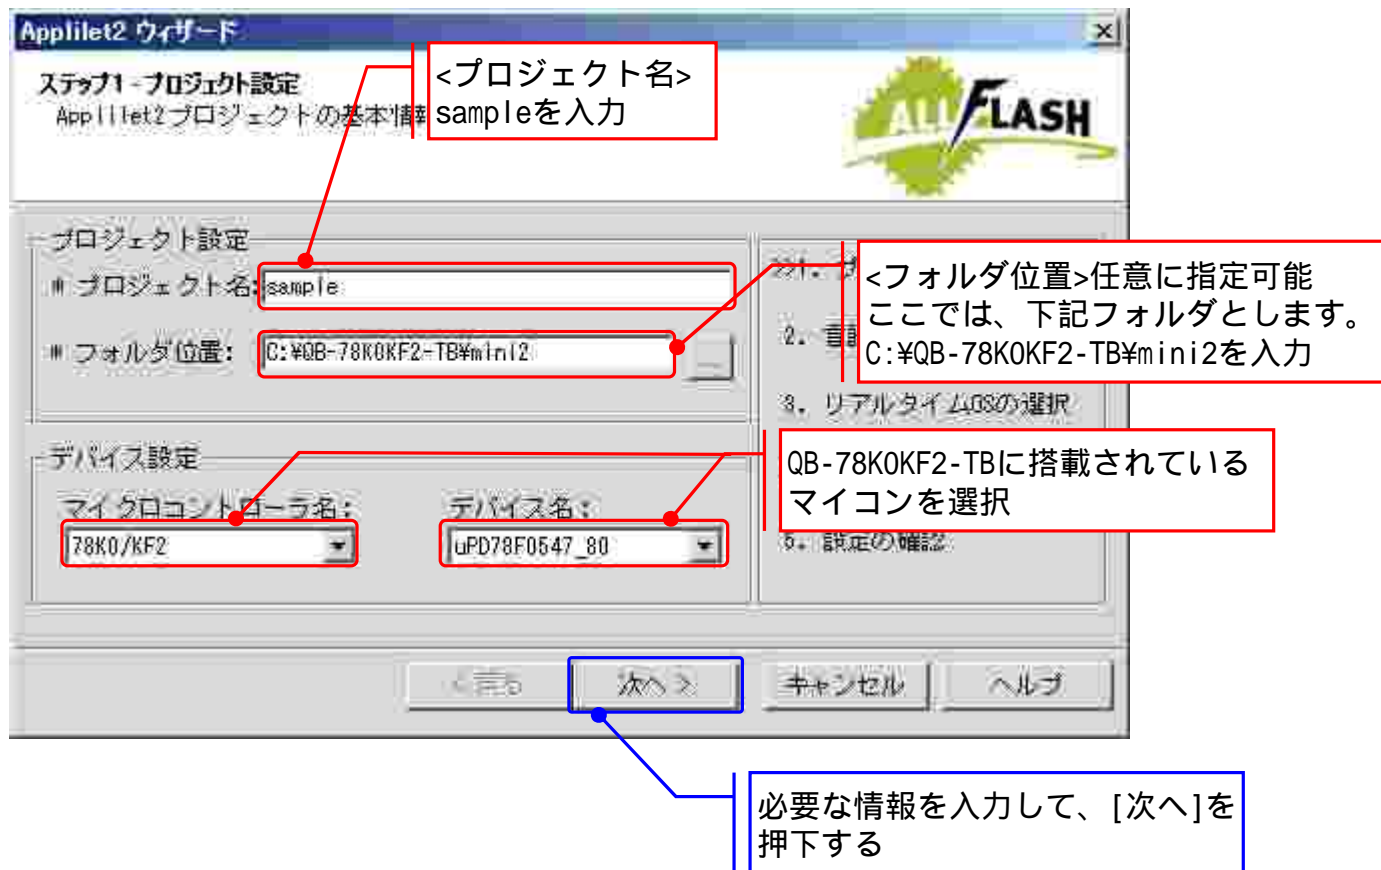 Applilet2 ウィザード
ステップ1 - プロジェクト設定
Applilet2 プロジェクトの基本情報
<プロジェクト名>
sampleを入力
ALL FLASH
プロジェクト設定
* プロジェクト名:
sample
* フォルダ位置:
C:¥QB-78K0KF2-TB¥mini2
...
<フォルダ位置>任意に指定可能
ここでは、下記フォルダとします。
C:¥QB-78K0KF2-TB¥mini2を入力
>>1.
2.
3. リアルタイムOSの選択
5. 設定の確認
デバイス設定
マイクロコントローラ名:
78K0/KF2
デバイス名:
uPD78F0547_80
QB-78K0KF2-TBに搭載されている
マイコンを選択
< 戻る
次へ >
キャンセル
ヘルプ
必要な情報を入力して、[次へ]を
押下する